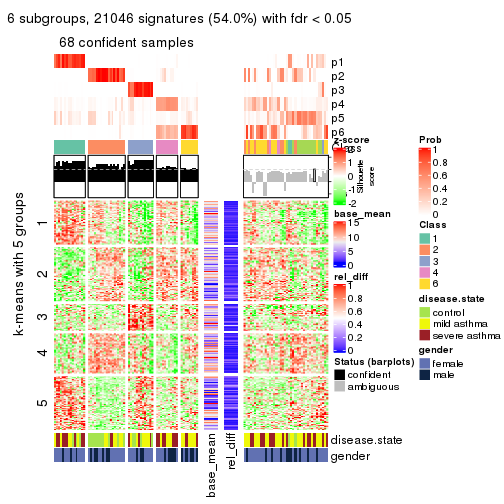 6 subgroups, 21046 signatures (54.0%) with fdr < 0.05
68 confident samples
p1
p2
p3
p4
p5
p6
Class
Silhouette
score
k-means with 5 groups
1
2
3
4
5
disease.state
gender
base_mean
rel_diff
z-score
2
1
0
-1
-2
base_mean
15
10
5
0
rel_diff
1
0.8
0.6
0.4
0.2
0
Status (barplots)
confident
ambiguous
Prob
1
0.8
0.6
0.4
0.2
0
Class
1
2
3
4
6
disease.state
control
mild asthma
severe asthma
gender
female
male